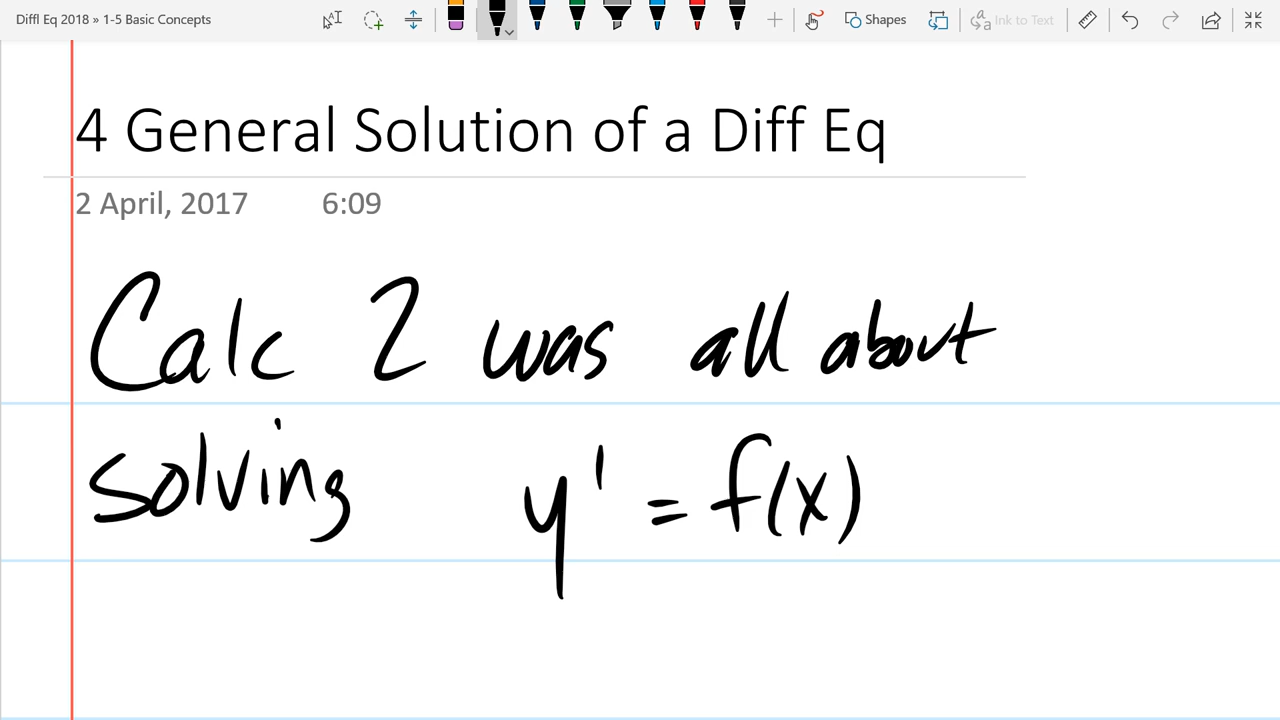 Diffl Eq 2018 » 1-5 Basic Concepts
Shapes
Ink to Text
4 General Solution of a Diff Eq
2 April, 2017 6:09
Calc 2 was all about
solving y' = f(x)